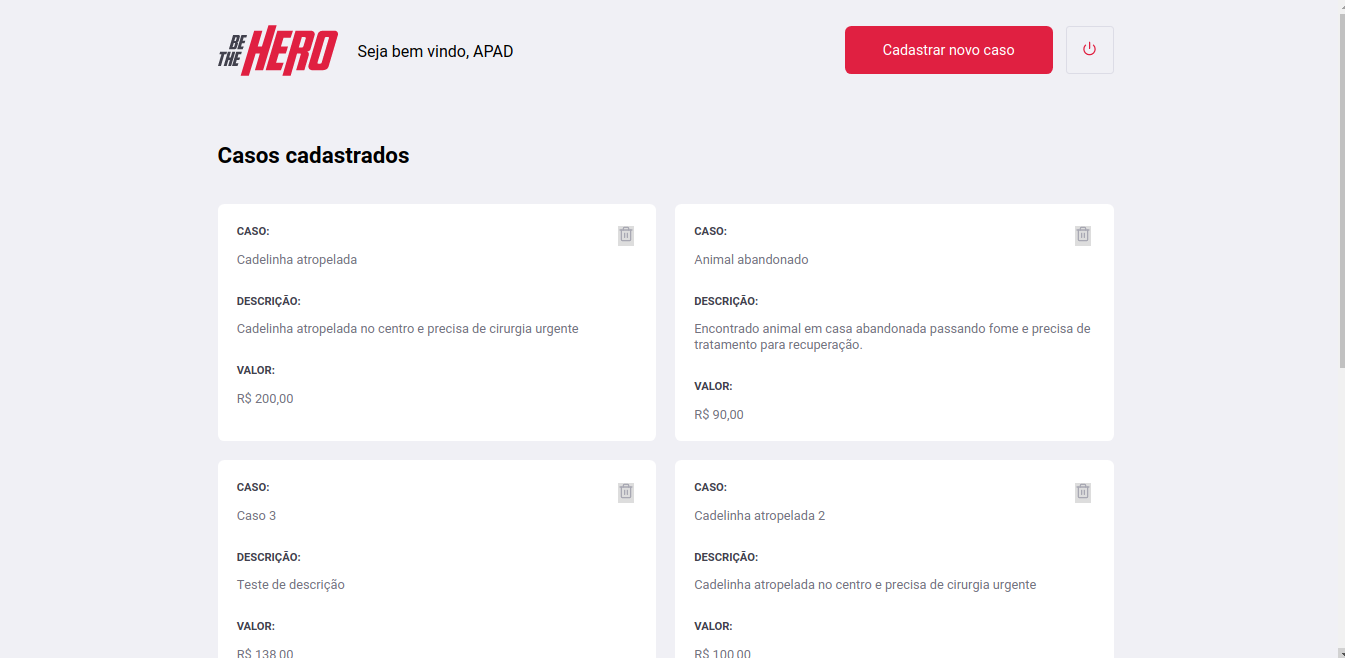 BE
THE
HERO
Seja bem vindo, APAD
Cadastrar novo caso
Casos cadastrados
CASO:
Cadelinha atropelada
DESCRIÇÃO:
Cadelinha atropelada no centro e precisa de cirurgia urgente
VALOR:
R$ 200,00
CASO:
Animal abandonado
DESCRIÇÃO:
Encontrado animal em casa abandonada passando fome e precisa de
tratamento para recuperação.
VALOR:
R$ 90,00
CASO:
Caso 3
DESCRIÇÃO:
Teste de descrição
VALOR:
R$ 138,00
CASO:
Cadelinha atropelada 2
DESCRIÇÃO:
Cadelinha atropelada no centro e precisa de cirurgia urgente
VALOR:
R$ 100,00